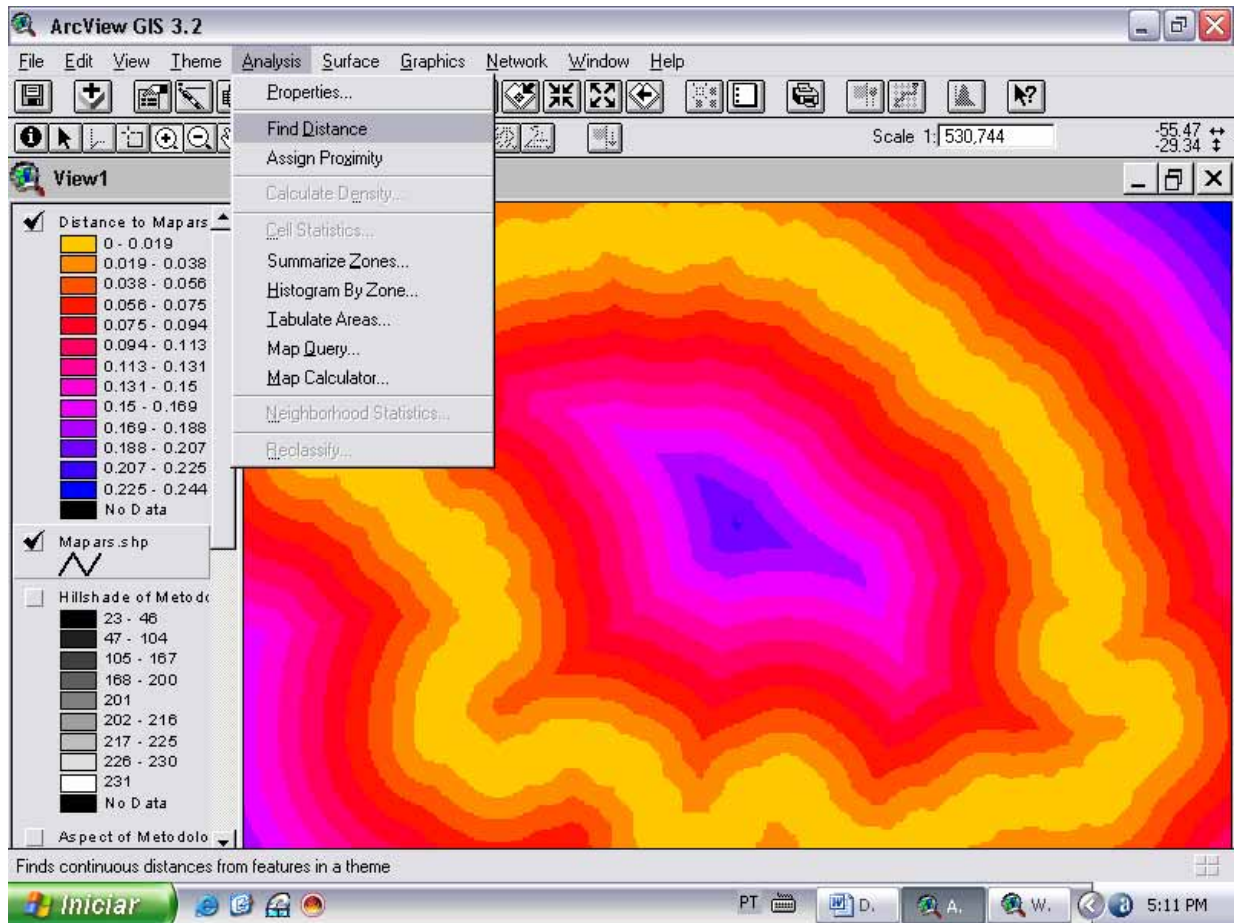 ArcView GIS 3.2
File Edit View Theme Analysis Surface Graphics Network Window Help
Properties...
Find Distance
Assign Proximity
Calculate Density...
Cell Statistics...
Summarize Zones...
Histogram By Zone...
Tabulate Areas...
Map Query...
Map Calculator...
Neighborhood Statistics...
Reclassify...
Scale 1: 530,744
-55.47
-29.34
View1
Distance to Mapars
0 - 0.019
0.019 - 0.038
0.038 - 0.056
0.056 - 0.075
0.075 - 0.094
0.094 - 0.113
0.113 - 0.131
0.131 - 0.15
0.15 - 0.169
0.169 - 0.188
0.188 - 0.207
0.207 - 0.225
0.225 - 0.244
No Data
Mapars.shp
Hillshade of Metodo
23 - 46
47 - 104
105 - 167
168 - 200
201
202 - 216
217 - 225
226 - 230
231
No Data
Aspect of Metodolo
Finds continuous distances from features in a theme
Iniciar
PT
D.
A.
W.
5:11 PM